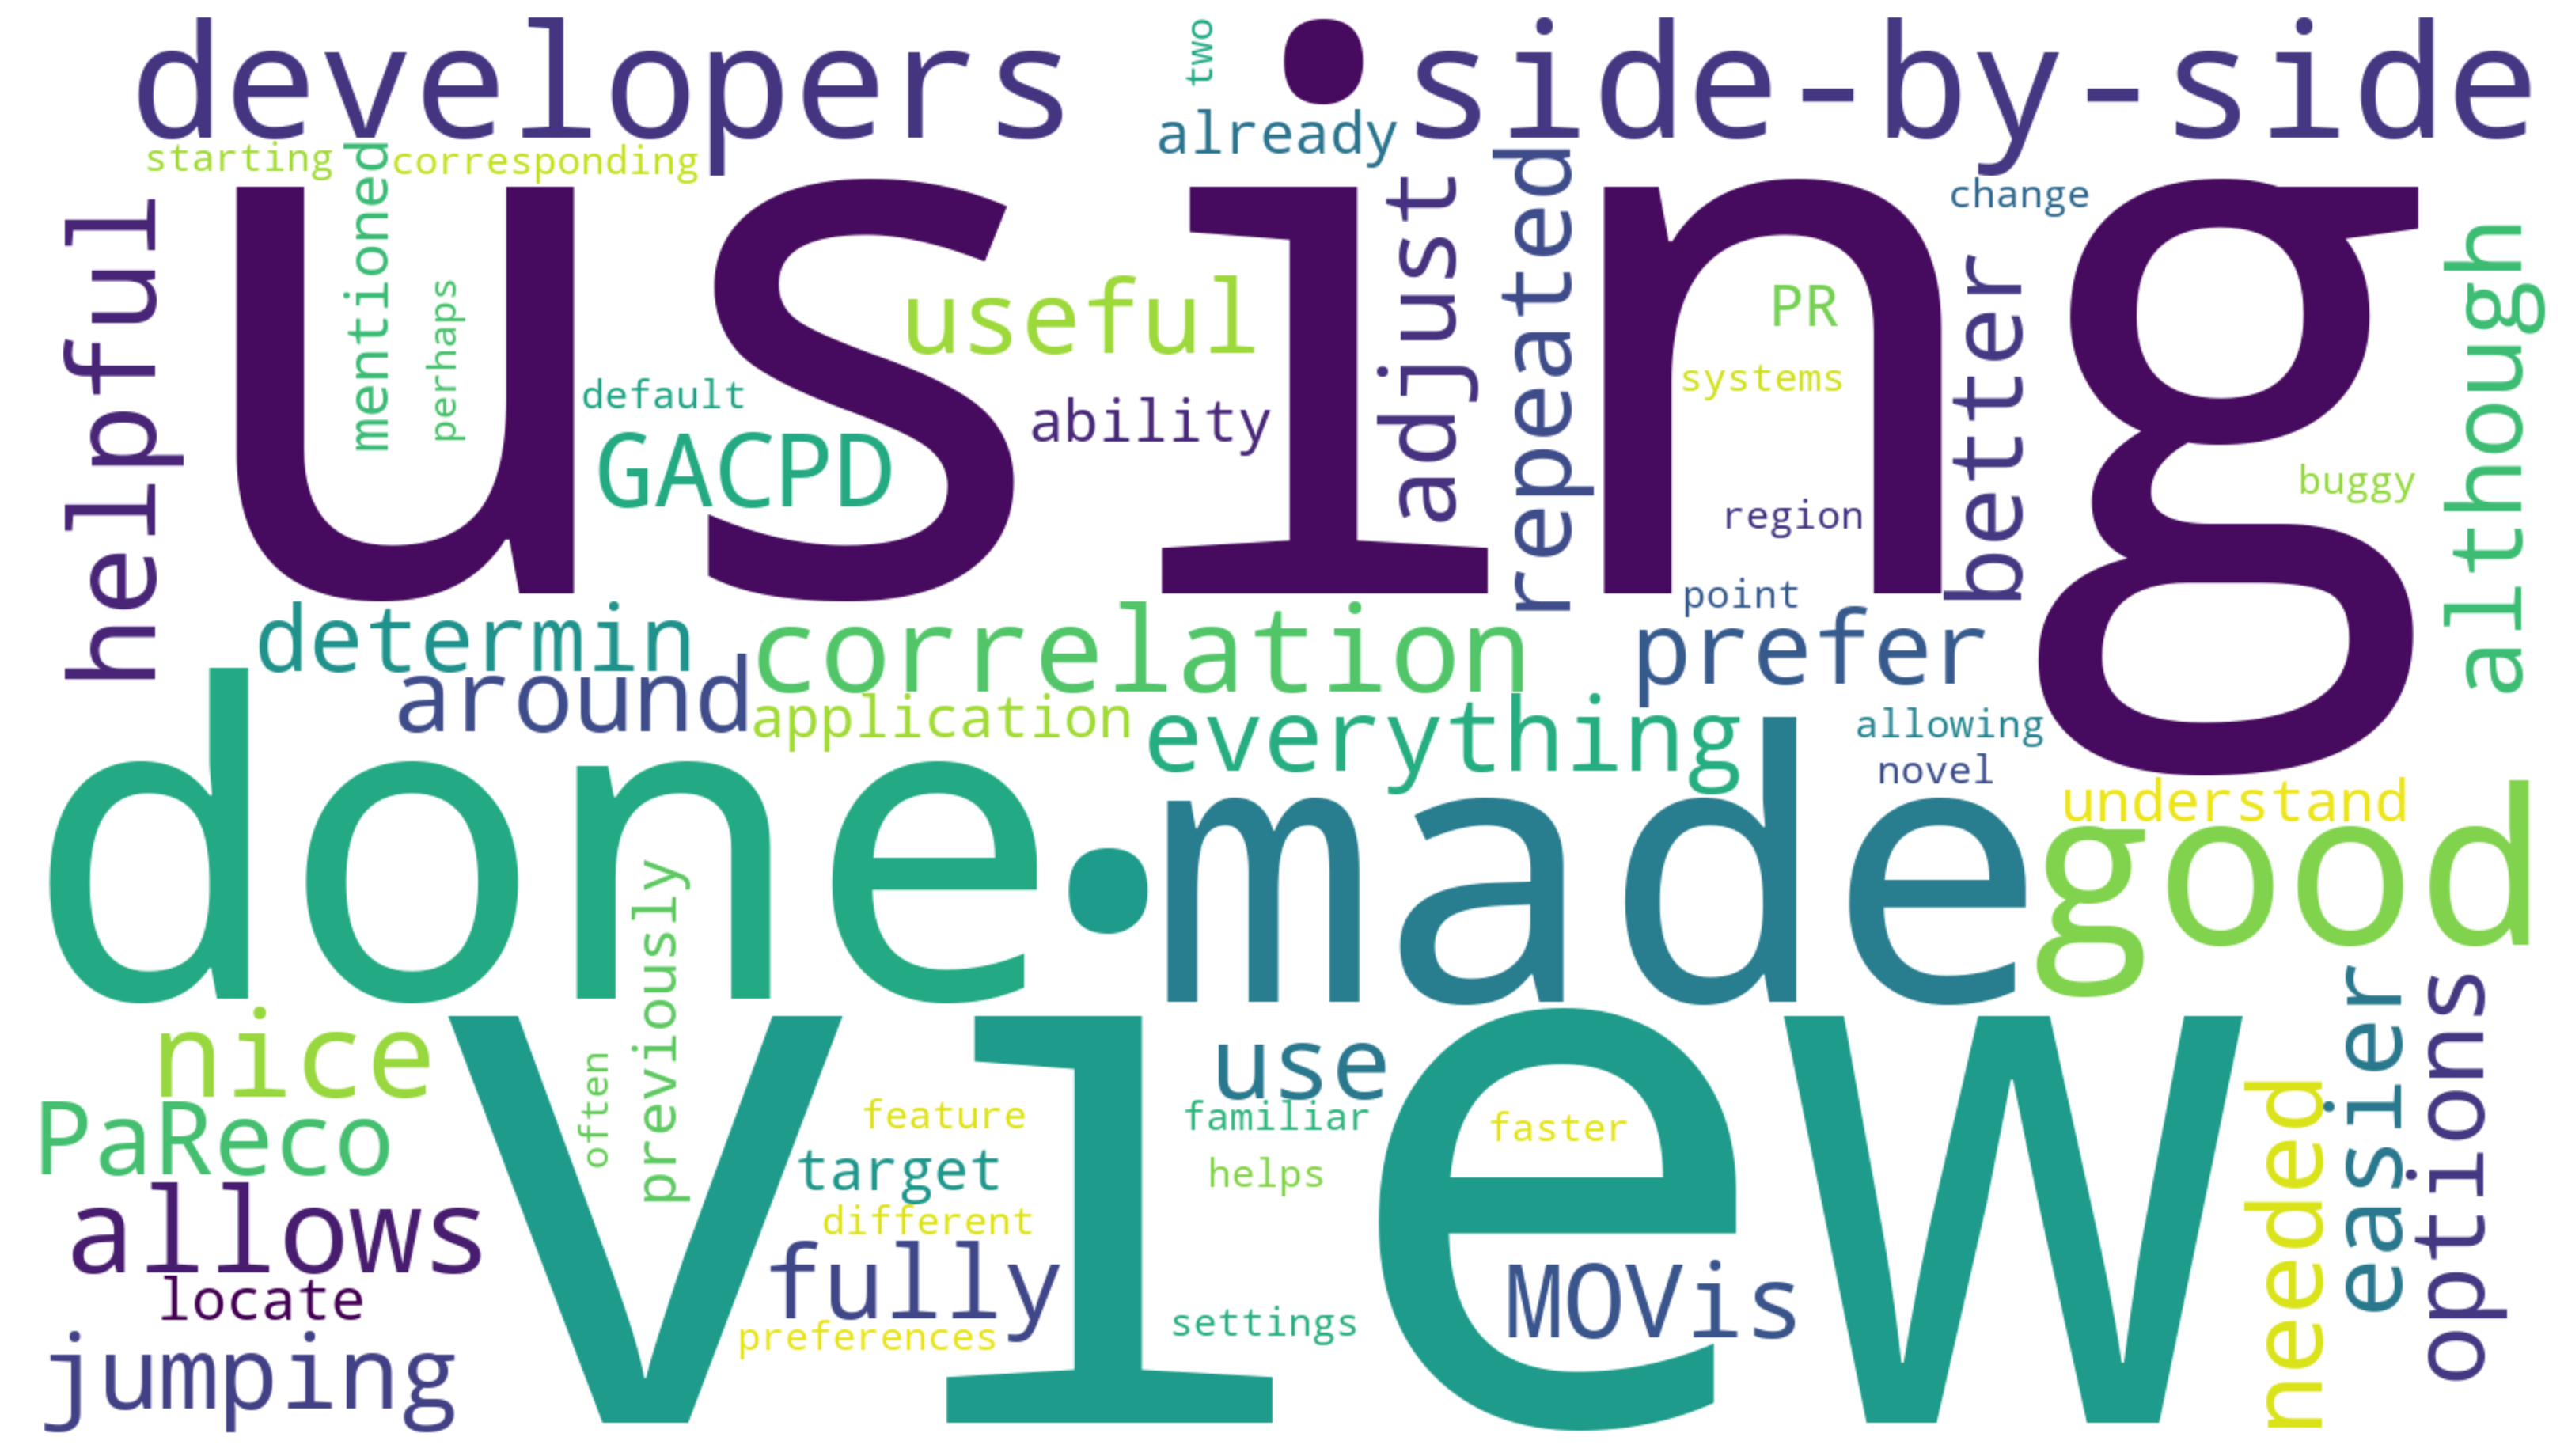 developers
two
side-by-side
already
starting
mentioned
corresponding
using
change
helpful
perhaps
useful
adjust
repeated
PR
better
although
default
GACPD
ability
systems
region
buggy
point
determin
correlation
prefer
around
application
everything
allowing
novel
done
made
understand
good
previously
nice
view
use
often
PaReco
feature
familiar
faster
needed
easier
options
target
helps
allows
different
locate
fully
MOVis
settings
preferences
jumping